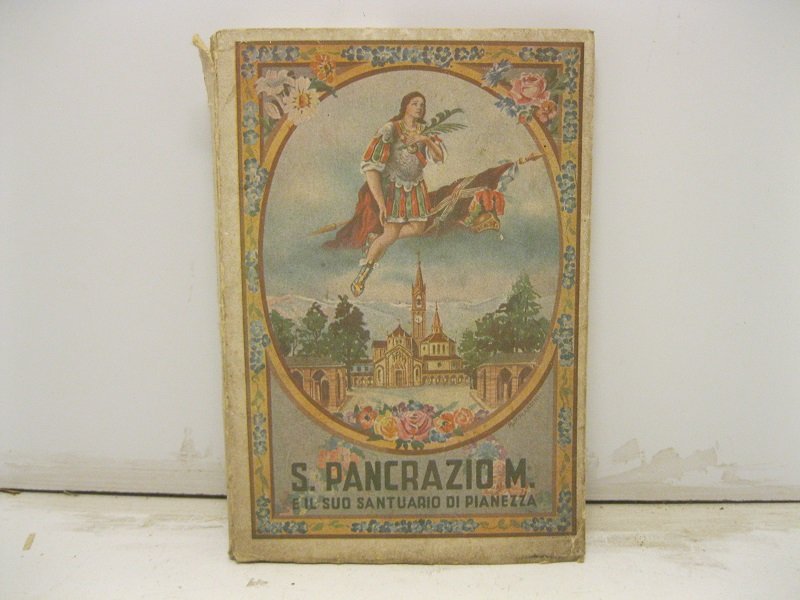 S. PANCRAZIO M.
E IL SUO SANTUARIO DI PIANEZZA